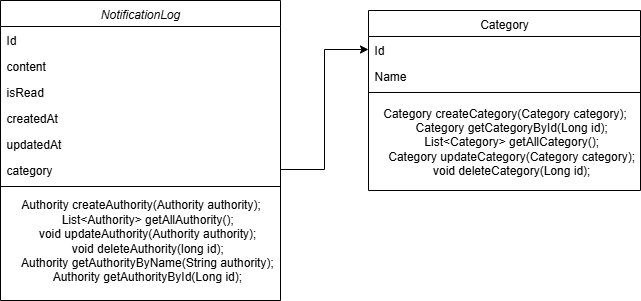 NotificationLog
Id
content
isRead
createdAt
updatedAt
category
Authority createAuthority(Authority authority);
List<Authority> getAllAuthority();
void updateAuthority(Authority authority);
void deleteAuthority(long id);
Authority getAuthorityByName(String authority);
Authority getAuthorityById(Long id);
Category
Id
Name
Category createCategory(Category category);
Category getCategoryById(Long id);
List<Category> getAllCategory();
Category updateCategory(Category category);
void deleteCategory(Long id);